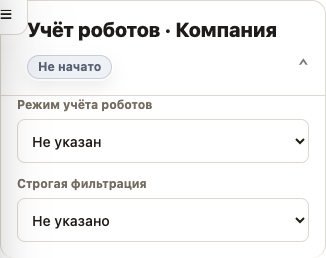 Учёт роботов · Компания
Не начато
Режим учёта роботов
Не указан
Строгая фильтрация
Не указано